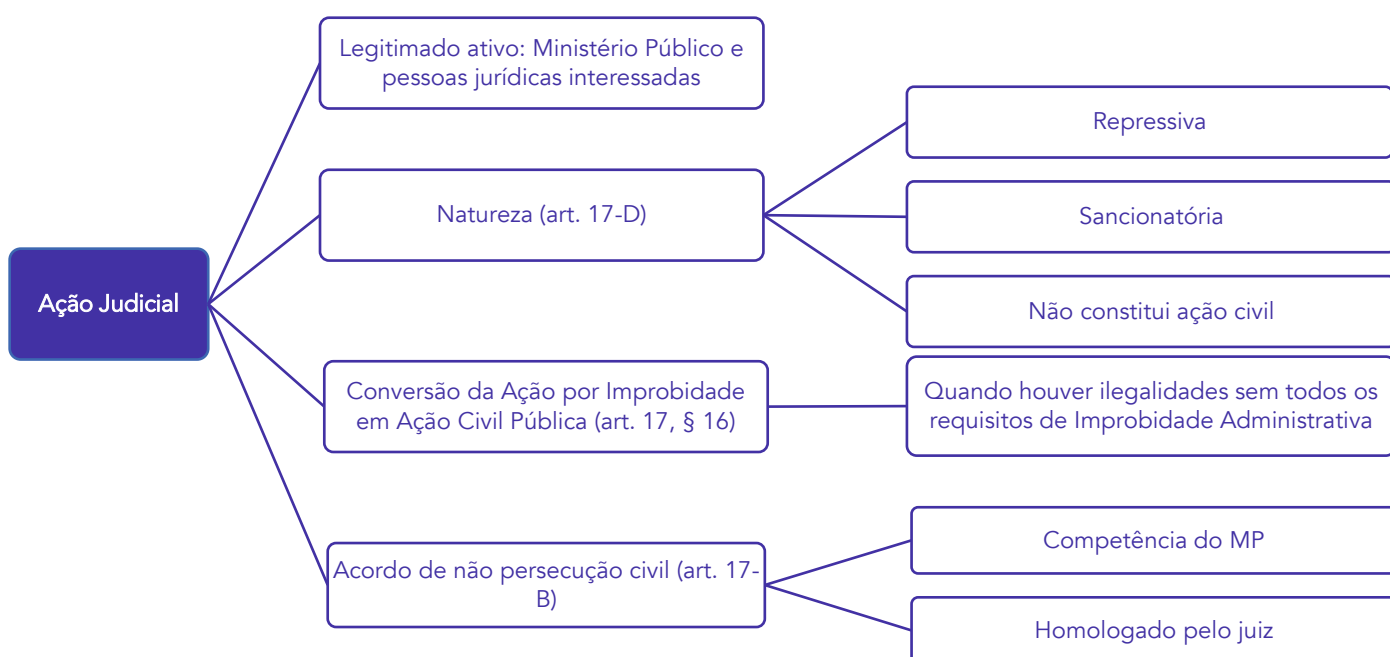 Ação Judicial
Legitimado ativo: Ministério Público e
pessoas jurídicas interessadas
Natureza (art. 17-D)
Repressiva
Sancionatória
Não constitui ação civil
Conversão da Ação por Improbidade
em Ação Civil Pública (art. 17, § 16)
Quando houver ilegalidades sem todos os
requisitos de Improbidade Administrativa
Acordo de não persecução civil (art. 17-
B)
Competência do MP
Homologado pelo juiz